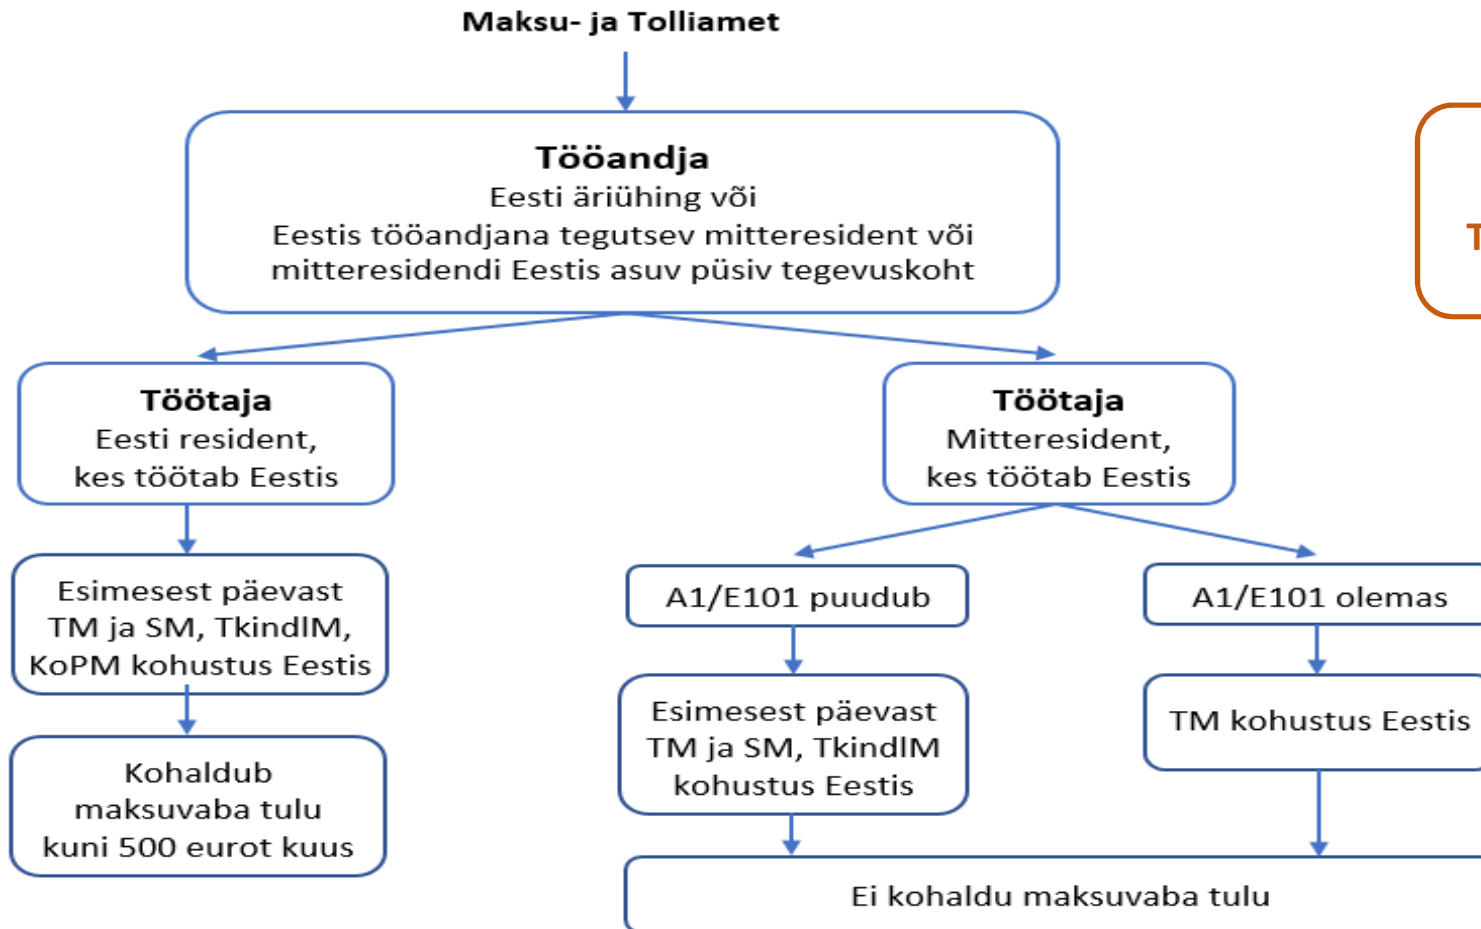 Maksu- ja Tolliamet
Tööandja
Eesti äriühing või
Eestis tööandjana tegutsev mitteresident või
mitteresidendi Eestis asuv püsiv tegevuskoht
T
Töötaja
Eesti resident,
kes töötab Eestis
Töötaja
Mitteresident,
kes töötab Eestis
Esimesest päevast
TM ja SM, TkindlM,
KoPM kohustus Eestis
A1/E101 puudub
A1/E101 olemas
Esimesest päevast
TM ja SM, TkindlM
kohustus Eestis
TM kohustus Eestis
Kohaldub
maksuvaba tulu
kuni 500 eurot kuus
Ei kohaldu maksuvaba tulu